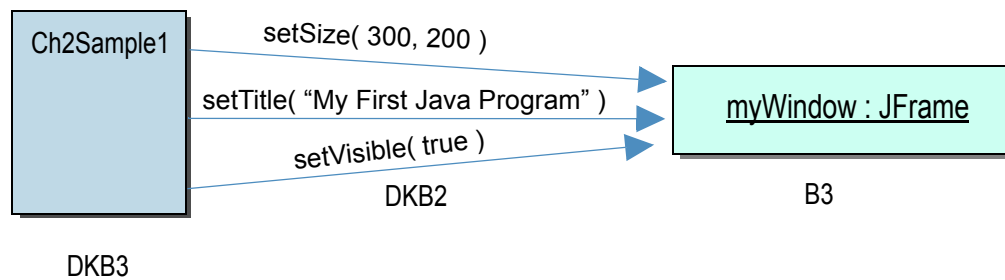 Ch2Sample1
setSize( 300, 200 )
setTitle( “My First Java Program” )
setVisible( true )
myWindow : JFrame
DKB2
B3
DKB3